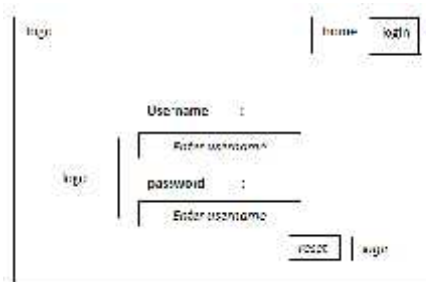 logo home login
Username :
Enter username
logo
password :
Enter username
reset login